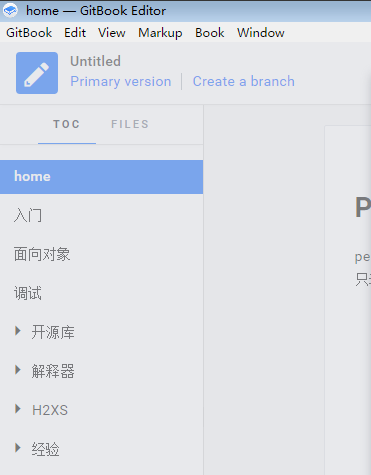 home — GitBook Editor
GitBook Edit View Markup Book Window
Untitled
Primary version Create a branch
TOC FILES
home
入门
面向对象
调试
开源库
解释器
H2XS
经验
P
pe